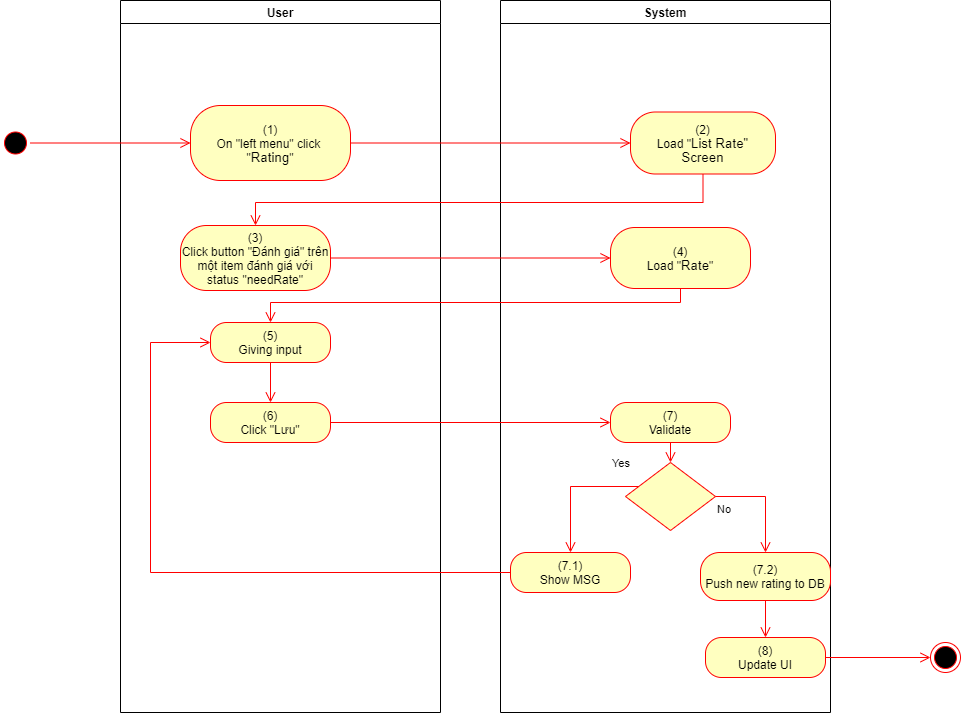 User
System
(1)
On "left menu" click
"Rating"
(2)
Load "List Rate"
Screen
(3)
Click button "Đánh giá" trên
một item đánh giá với
status "needRate"
(4)
Load "Rate"
(5)
Giving input
(6)
Click "Lưu"
(7)
Validate
Yes
No
(7.1)
Show MSG
(7.2)
Push new rating to DB
(8)
Update UI